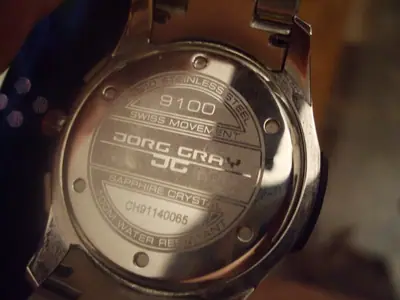 STAINLESS STEEL
9100
SWISS MOVEMENT
JORG GRAY
JG
SAPPHIRE CRYSTAL
CH91140065
WATER RESISTANT